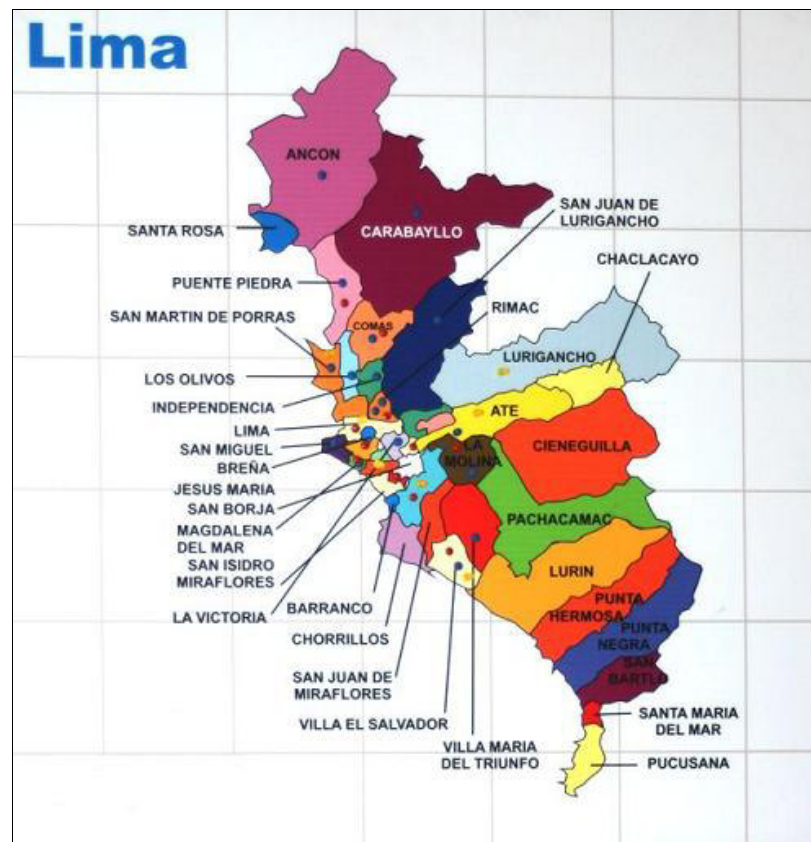 Lima
ANCON
SAN JUAN DE
LURIGANCHO
SANTA ROSA
CARABAYLLO
CHACLACAYO
PUENTE PIEDRA
RIMAC
SAN MARTIN DE PORRAS
COMAS
LURIGANCHO
LOS OLIVOS
INDEPENDENCIA
ATE
LIMA
SAN MIGUEL
LA
MOLINA
CIENEGUILLA
BREÑA
JESUS MARIA
SAN BORJA
PACHACAMAC
MAGDALENA
DEL MAR
SAN ISIDRO
MIRAFLORES
LURIN
PUNTA
HERMOSA
LA VICTORIA
BARRANCO
PUNTA
NEGRA
CHORRILLOS
SAN
BARTLO
SAN JUAN DE
MIRAFLORES
VILLA EL SALVADOR
SANTA MARIA
DEL MAR
VILLA MARIA
DEL TRIUNFO
PUCUSANA